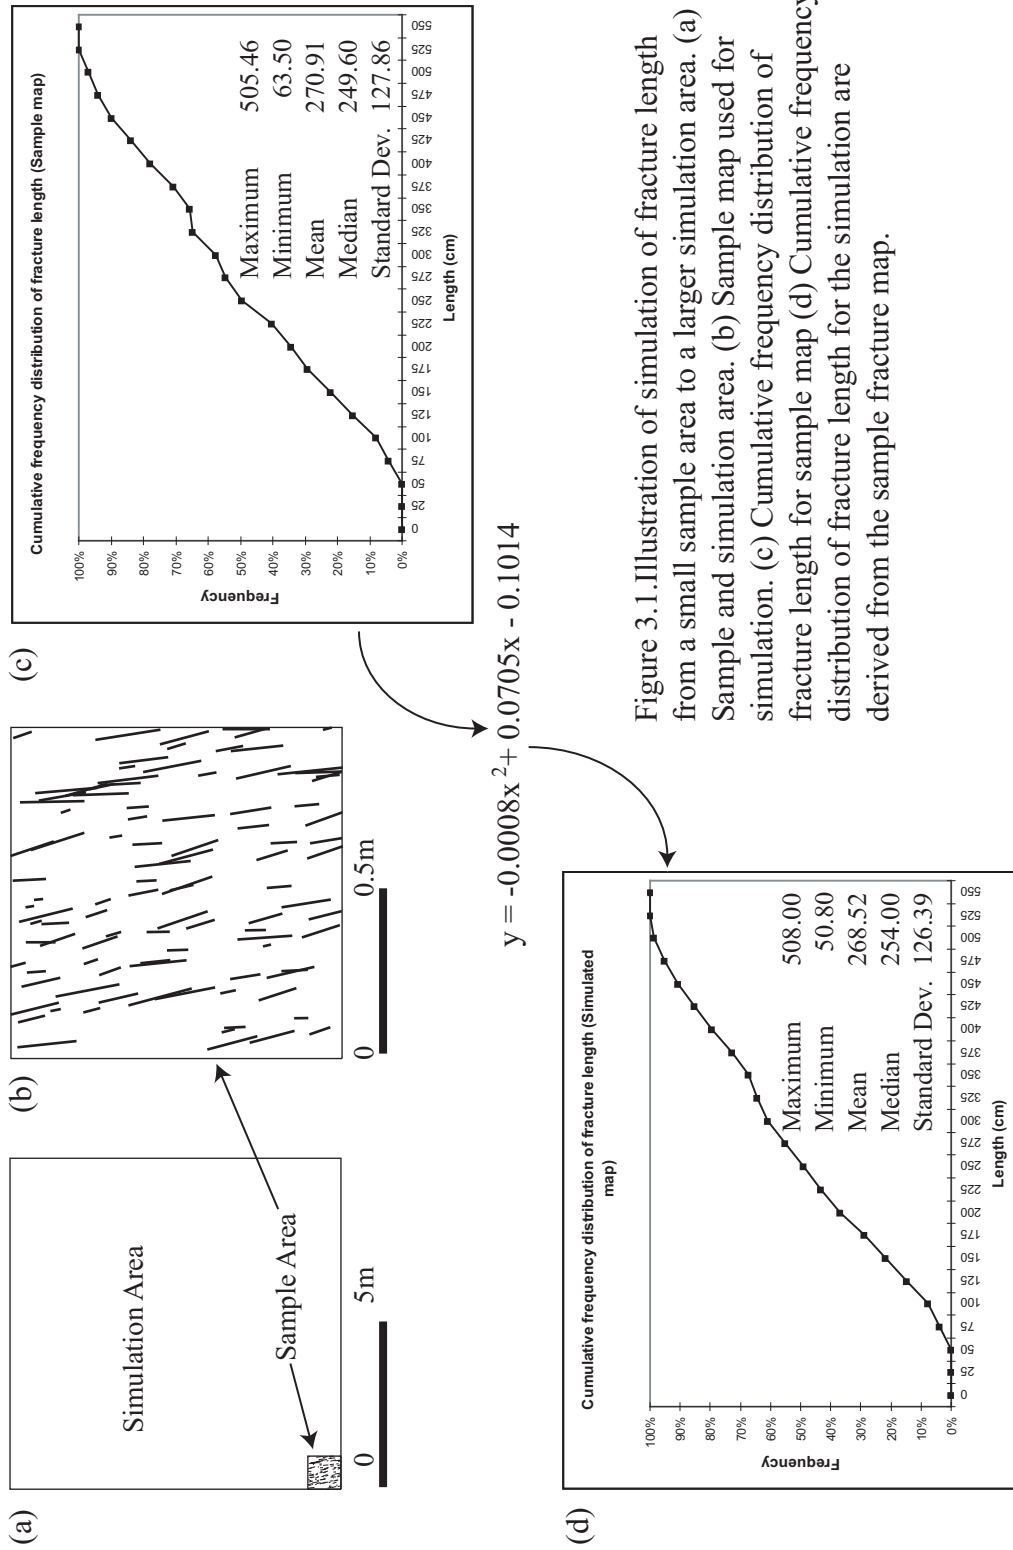 (a)
Simulation Area
Sample Area
0 5m
(b)
0 0.5m
(c)
Cumulative frequency distribution of fracture length (Sample map)
100%
90%
80%
70%
60%
50%
40%
30%
20%
10%
0%
Frequency
0 25 50 75 100 125 150 175 200 225 250 275 300 325 350 375 400 425 450 475 500 525 550
Length (cm)
Maximum 505.46
Minimum 63.50
Mean 270.91
Median 249.60
Standard Dev. 127.86
y = -0.0008x² + 0.0705x - 0.1014
(d)
Cumulative frequency distribution of fracture length (Simulated
map)
100%
90%
80%
70%
60%
50%
40%
30%
20%
10%
0%
Frequency
0 25 50 75 100 125 150 175 200 225 250 275 300 325 350 375 400 425 450 475 500 525 550
Length (cm)
Maximum 508.00
Minimum 50.80
Mean 268.52
Median 254.00
Standard Dev. 126.39
Figure 3.1.Illustration of simulation of fracture length
from a small sample area to a larger simulation area. (a)
Sample and simulation area. (b) Sample map used for
simulation. (c) Cumulative frequency distribution of
fracture length for sample map (d) Cumulative frequency
distribution of fracture length for the simulation are
derived from the sample fracture map.